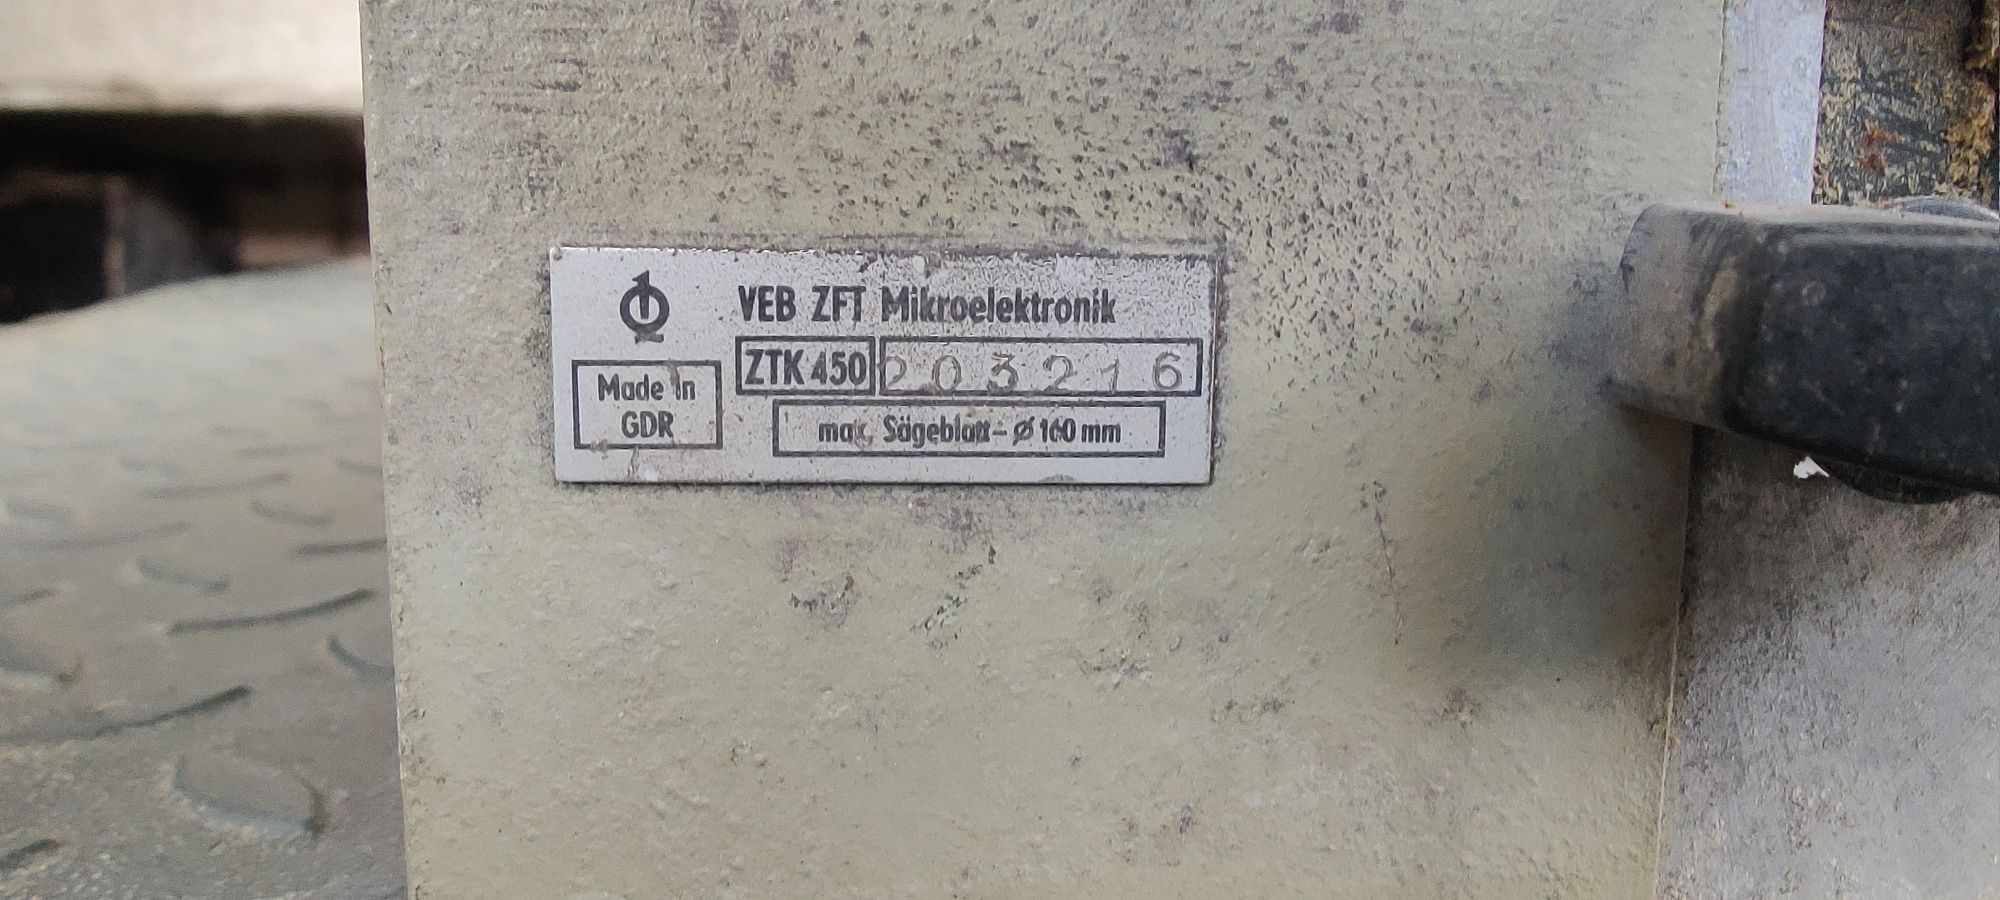 VEB ZFT Mikroelektronik
ZTK 450 203216
Made in
GDR
max. Sägeblatt-Ø 160 mm